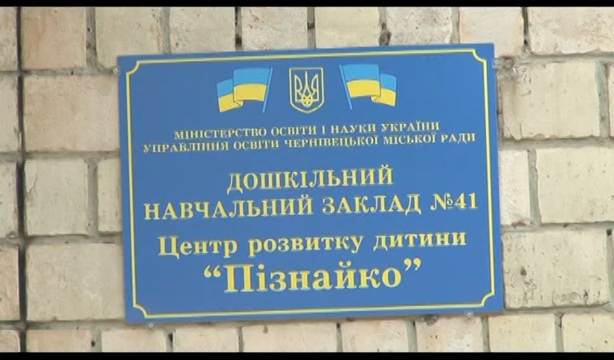 МІНІСТЕРСТВО ОСВІТИ І НАУКИ УКРАЇНИ
УПРАВЛІННЯ ОСВІТИ ЧЕРНІВЕЦЬКОЇ МІСЬКОЇ РАДИ
ДОШКІЛЬНИЙ
НАВЧАЛЬНИЙ ЗАКЛАД №41
Центр розвитку дитини
“Пізнайко”